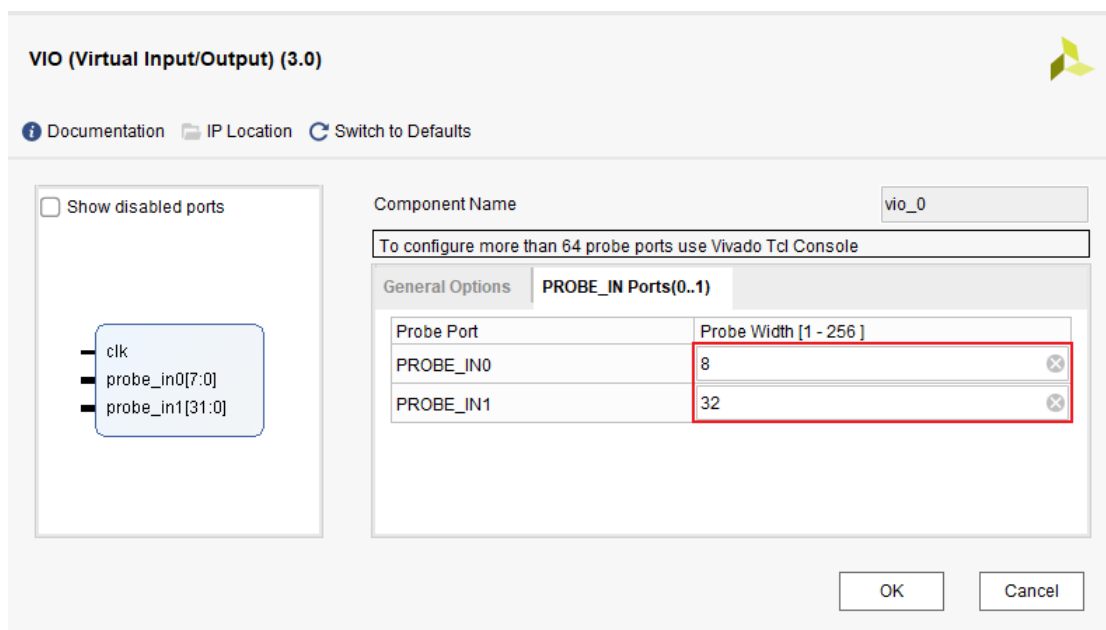 VIO (Virtual Input/Output) (3.0)
Documentation IP Location Switch to Defaults
Show disabled ports
clk
probe_in0[7:0]
probe_in1[31:0]
Component Name vio_0
To configure more than 64 probe ports use Vivado Tcl Console
General Options PROBE_IN Ports(0..1)
Probe Port Probe Width [1 - 256 ]
PROBE_IN0 8
PROBE_IN1 32
OK Cancel